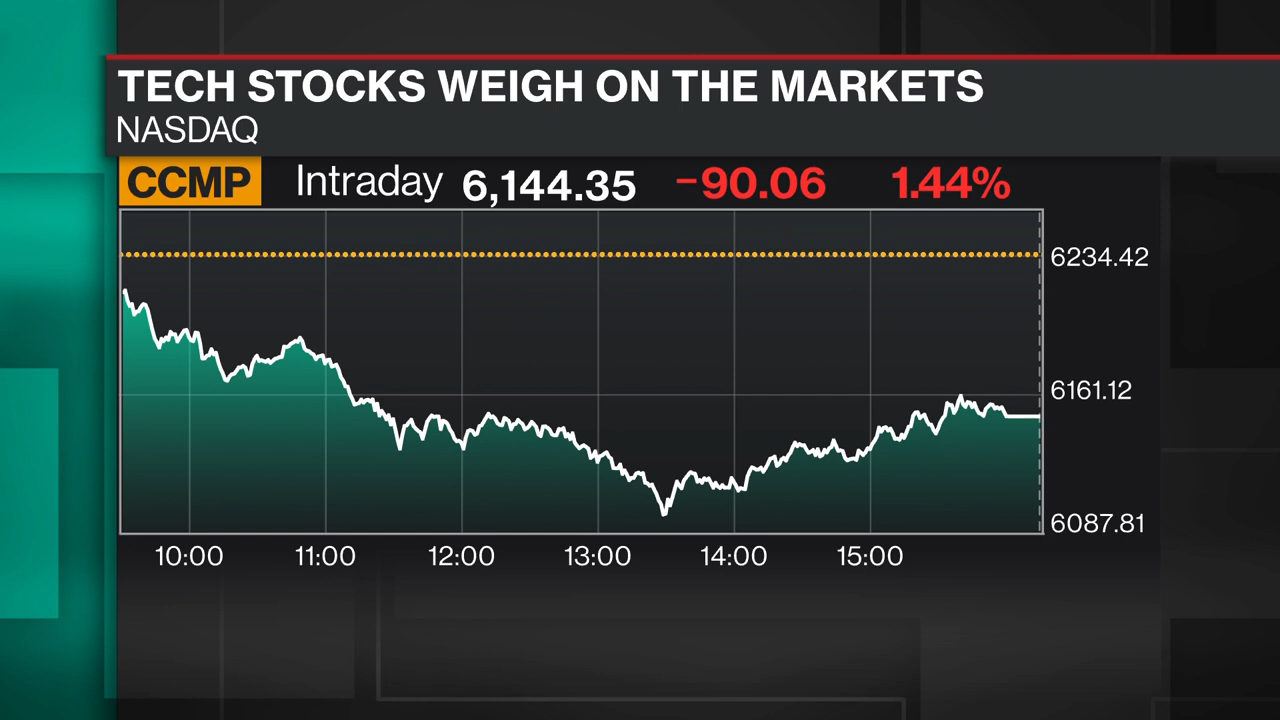 TECH STOCKS WEIGH ON THE MARKETS
NASDAQ
CCMP Intraday 6,144.35 −90.06 1.44%
6234.42
6161.12
6087.81
10:00 11:00 12:00 13:00 14:00 15:00